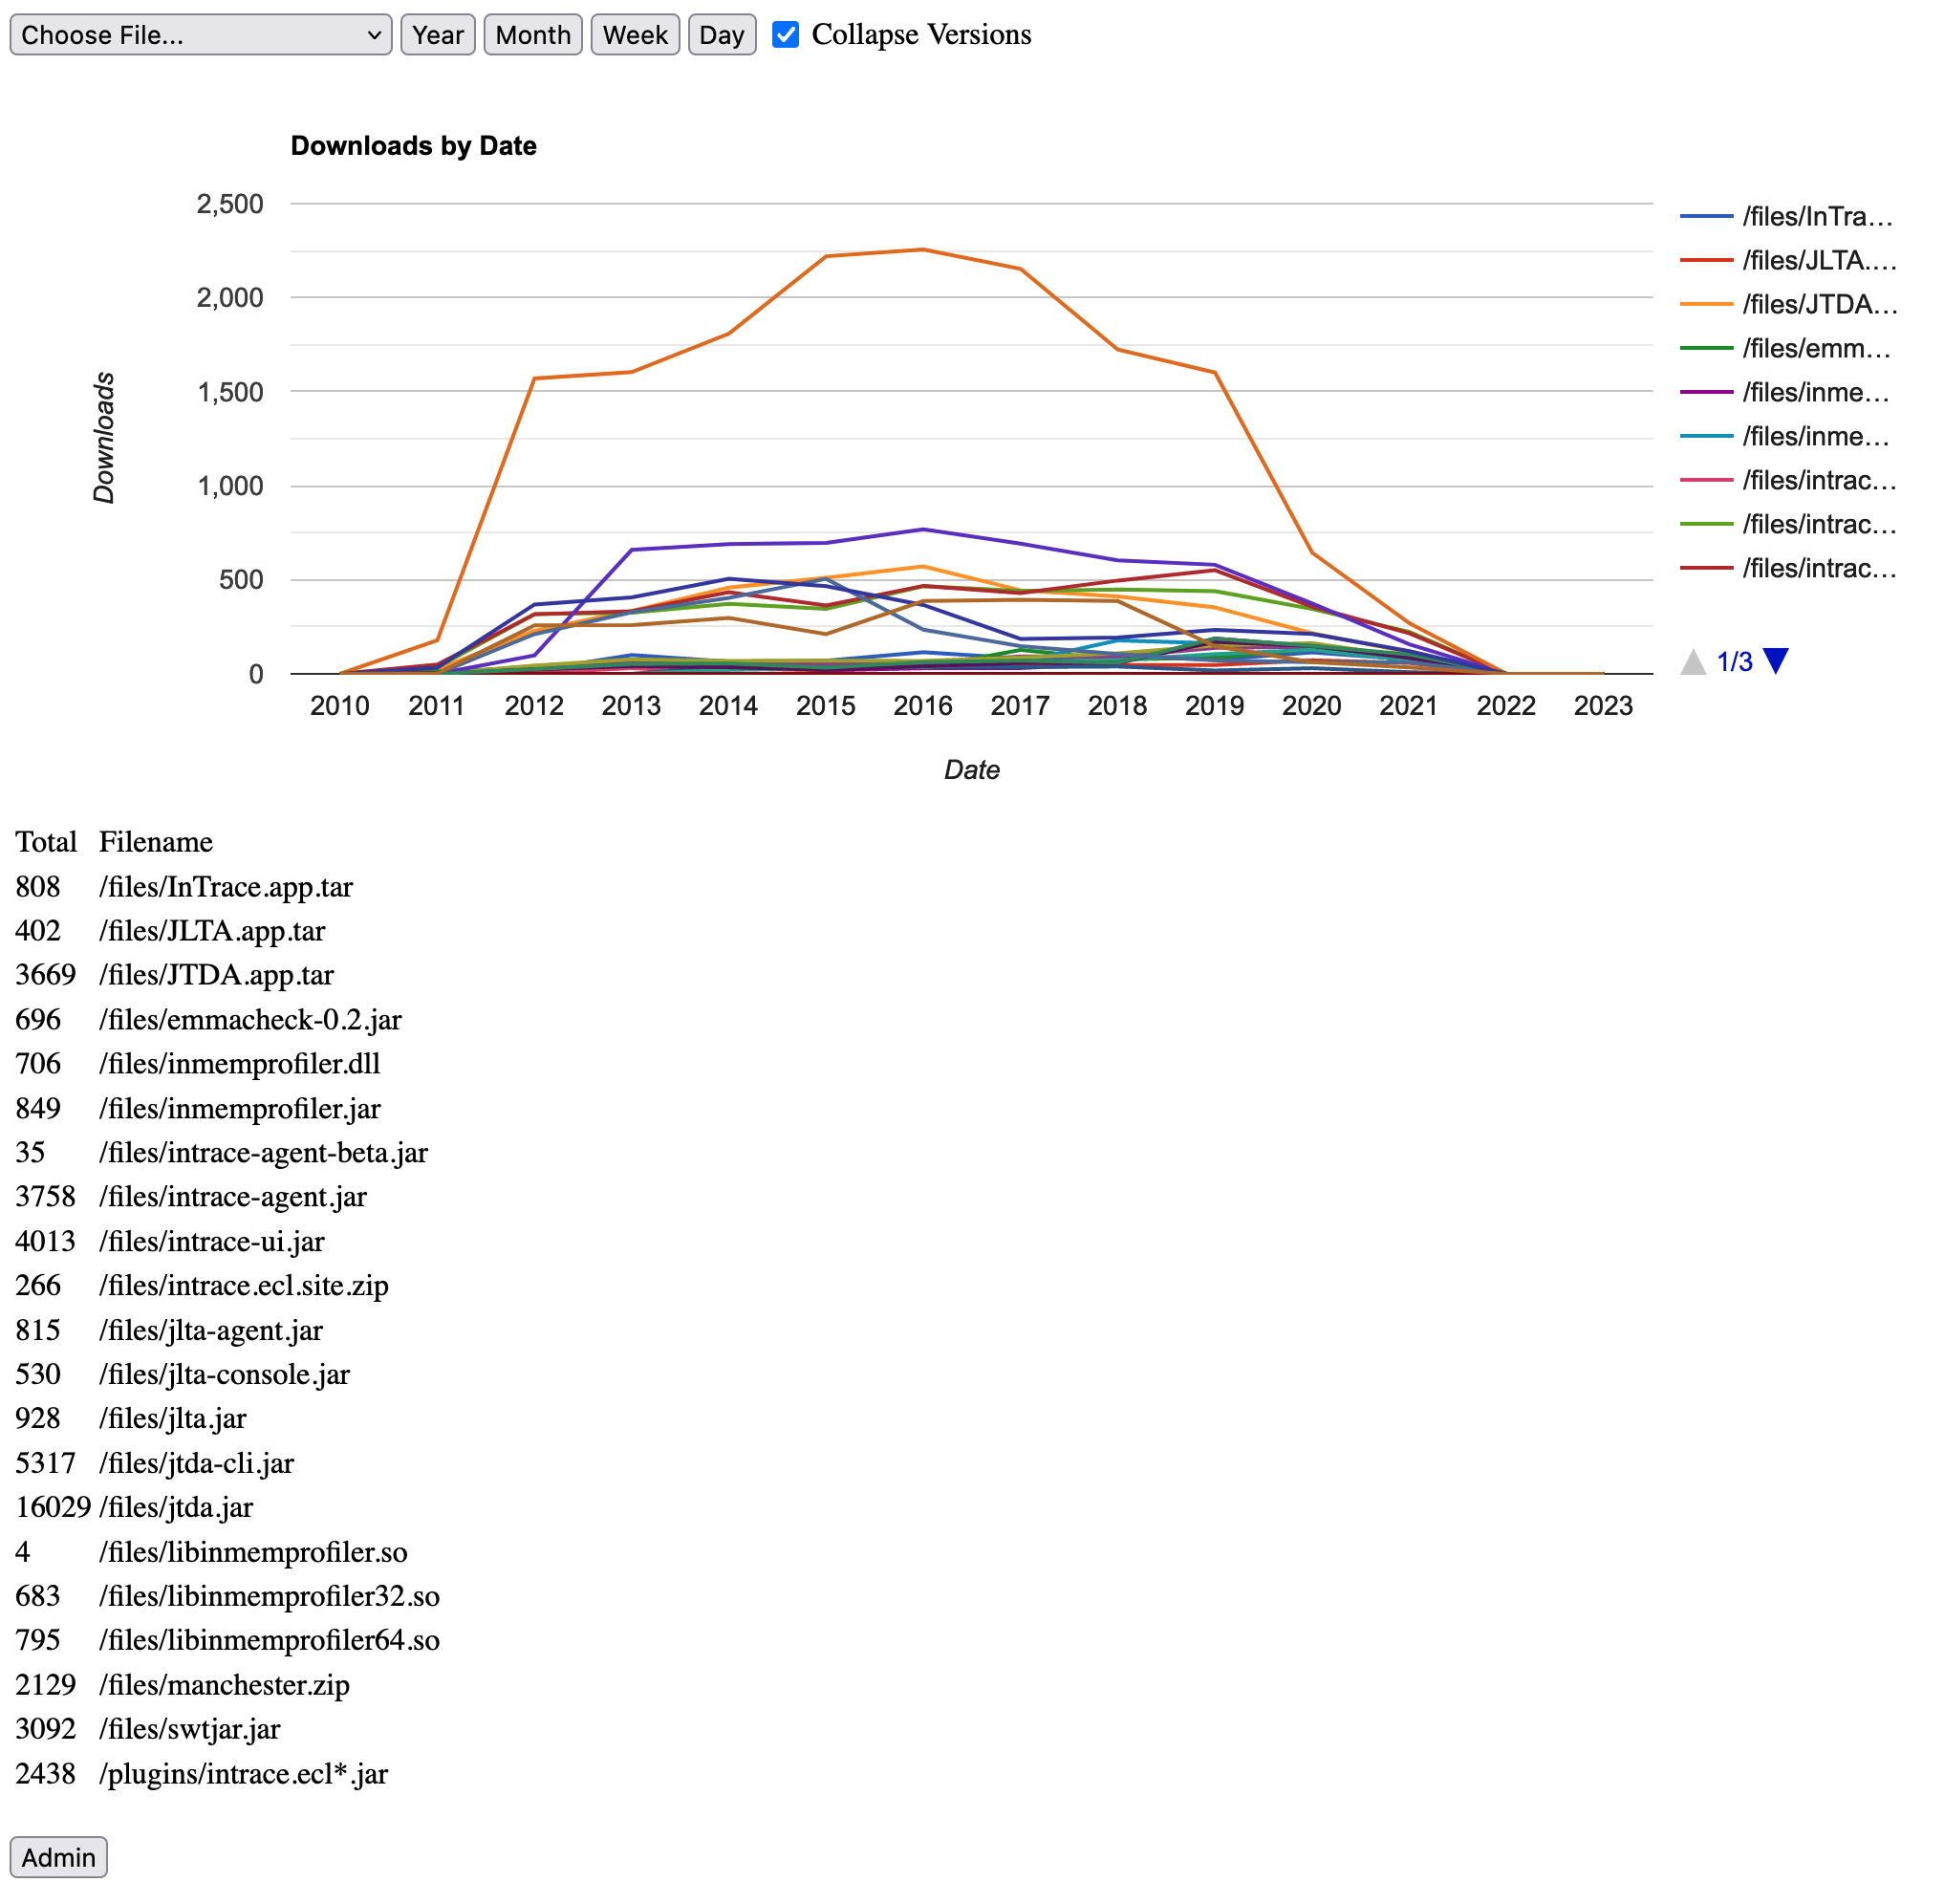 Choose File... Year Month Week Day Collapse Versions
Downloads by Date
2,500
2,000
1,500
1,000
500
0
Downloads
2010 2011 2012 2013 2014 2015 2016 2017 2018 2019 2020 2021 2022 2023
Date
/files/InTra...
/files/JLTA....
/files/JTDA...
/files/emm...
/files/inme...
/files/inme...
/files/intrac...
/files/intrac...
/files/intrac...
1/3
Total Filename
808 /files/InTrace.app.tar
402 /files/JLTA.app.tar
3669 /files/JTDA.app.tar
696 /files/emmacheck-0.2.jar
706 /files/inmemprofiler.dll
849 /files/inmemprofiler.jar
35 /files/intrace-agent-beta.jar
3758 /files/intrace-agent.jar
4013 /files/intrace-ui.jar
266 /files/intrace.ecl.site.zip
815 /files/jlta-agent.jar
530 /files/jlta-console.jar
928 /files/jlta.jar
5317 /files/jtda-cli.jar
16029 /files/jtda.jar
4 /files/libinmemprofiler.so
683 /files/libinmemprofiler32.so
795 /files/libinmemprofiler64.so
2129 /files/manchester.zip
3092 /files/swtjar.jar
2438 /plugins/intrace.ecl*.jar
Admin